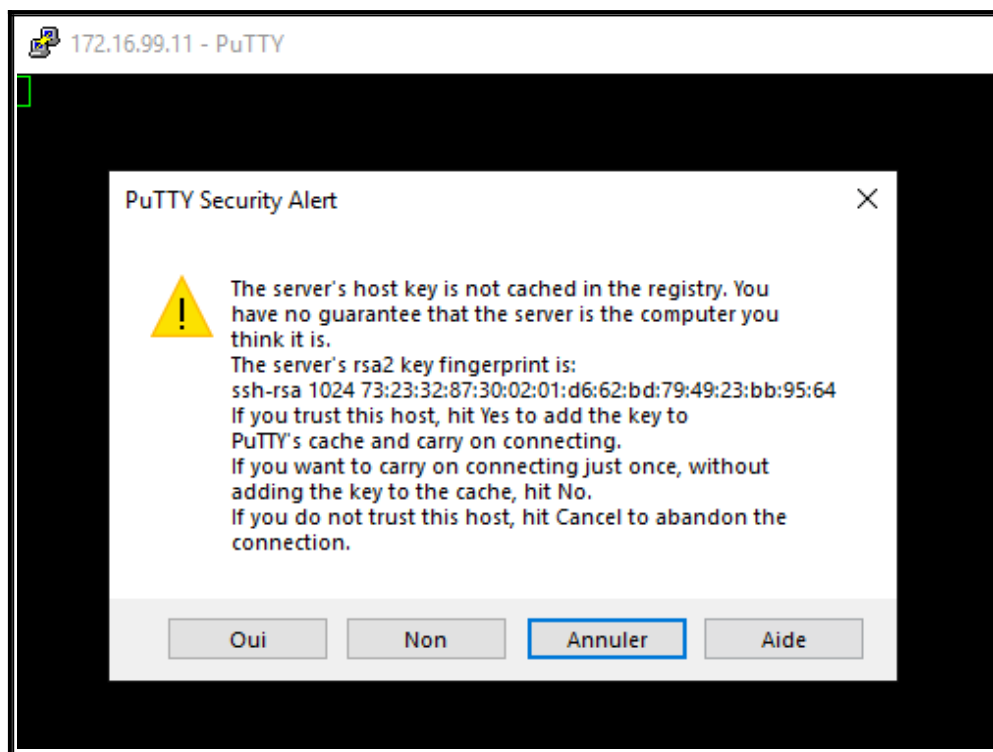 172.16.99.11 - PuTTY
PuTTY Security Alert
The server's host key is not cached in the registry. You
have no guarantee that the server is the computer you
think it is.
The server's rsa2 key fingerprint is:
ssh-rsa 1024 73:23:32:87:30:02:01:d6:62:bd:79:49:23:bb:95:64
If you trust this host, hit Yes to add the key to
PuTTY's cache and carry on connecting.
If you want to carry on connecting just once, without
adding the key to the cache, hit No.
If you do not trust this host, hit Cancel to abandon the
connection.
Oui Non Annuler Aide